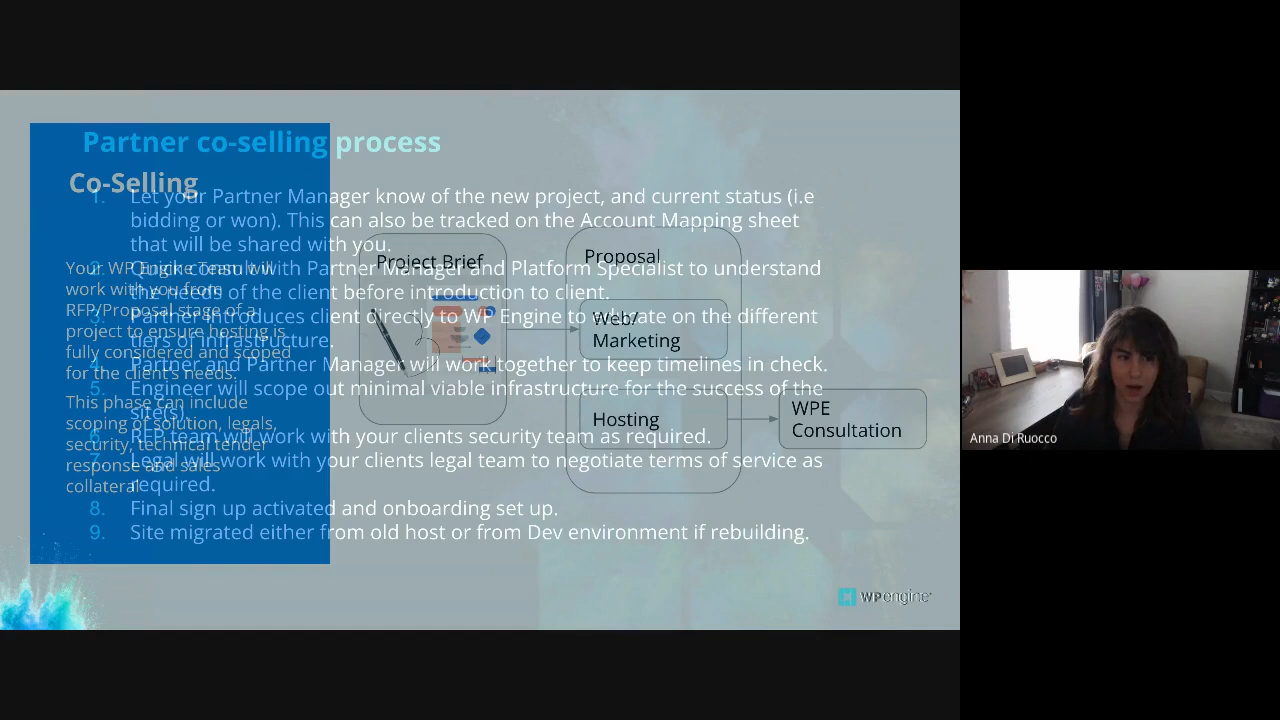 Partner co-selling process
1. Let your Partner Manager know of the new project, and current status (i.e
bidding or won). This can also be tracked on the Account Mapping sheet
that will be shared with you.
2. Quick consult with Partner Manager and Platform Specialist to understand
the needs of the client before introduction to client.
3. Partner introduces client directly to WP Engine to educate on the different
tiers of infrastructure.
4. Partner and Partner Manager will work together to keep timelines in check.
5. Engineer will scope out minimal viable infrastructure for the success of the
site(s).
6. RFP team will work with your clients security team as required.
7. Legal will work with your clients legal team to negotiate terms of service as
required.
8. Final sign up activated and onboarding set up.
9. Site migrated either from old host or from Dev environment if rebuilding.
Co-Selling
Your WP Engine Team will
work with you from
RFP/Proposal stage of a
project to ensure hosting is
fully considered and scoped
for the client's needs.
This phase can include
scoping of solution, legals,
security, technical tender
response and sales
collateral
Project Brief
Proposal
Web/
Marketing
Hosting
WPE
Consultation
WPengine
Anna Di Ruocco